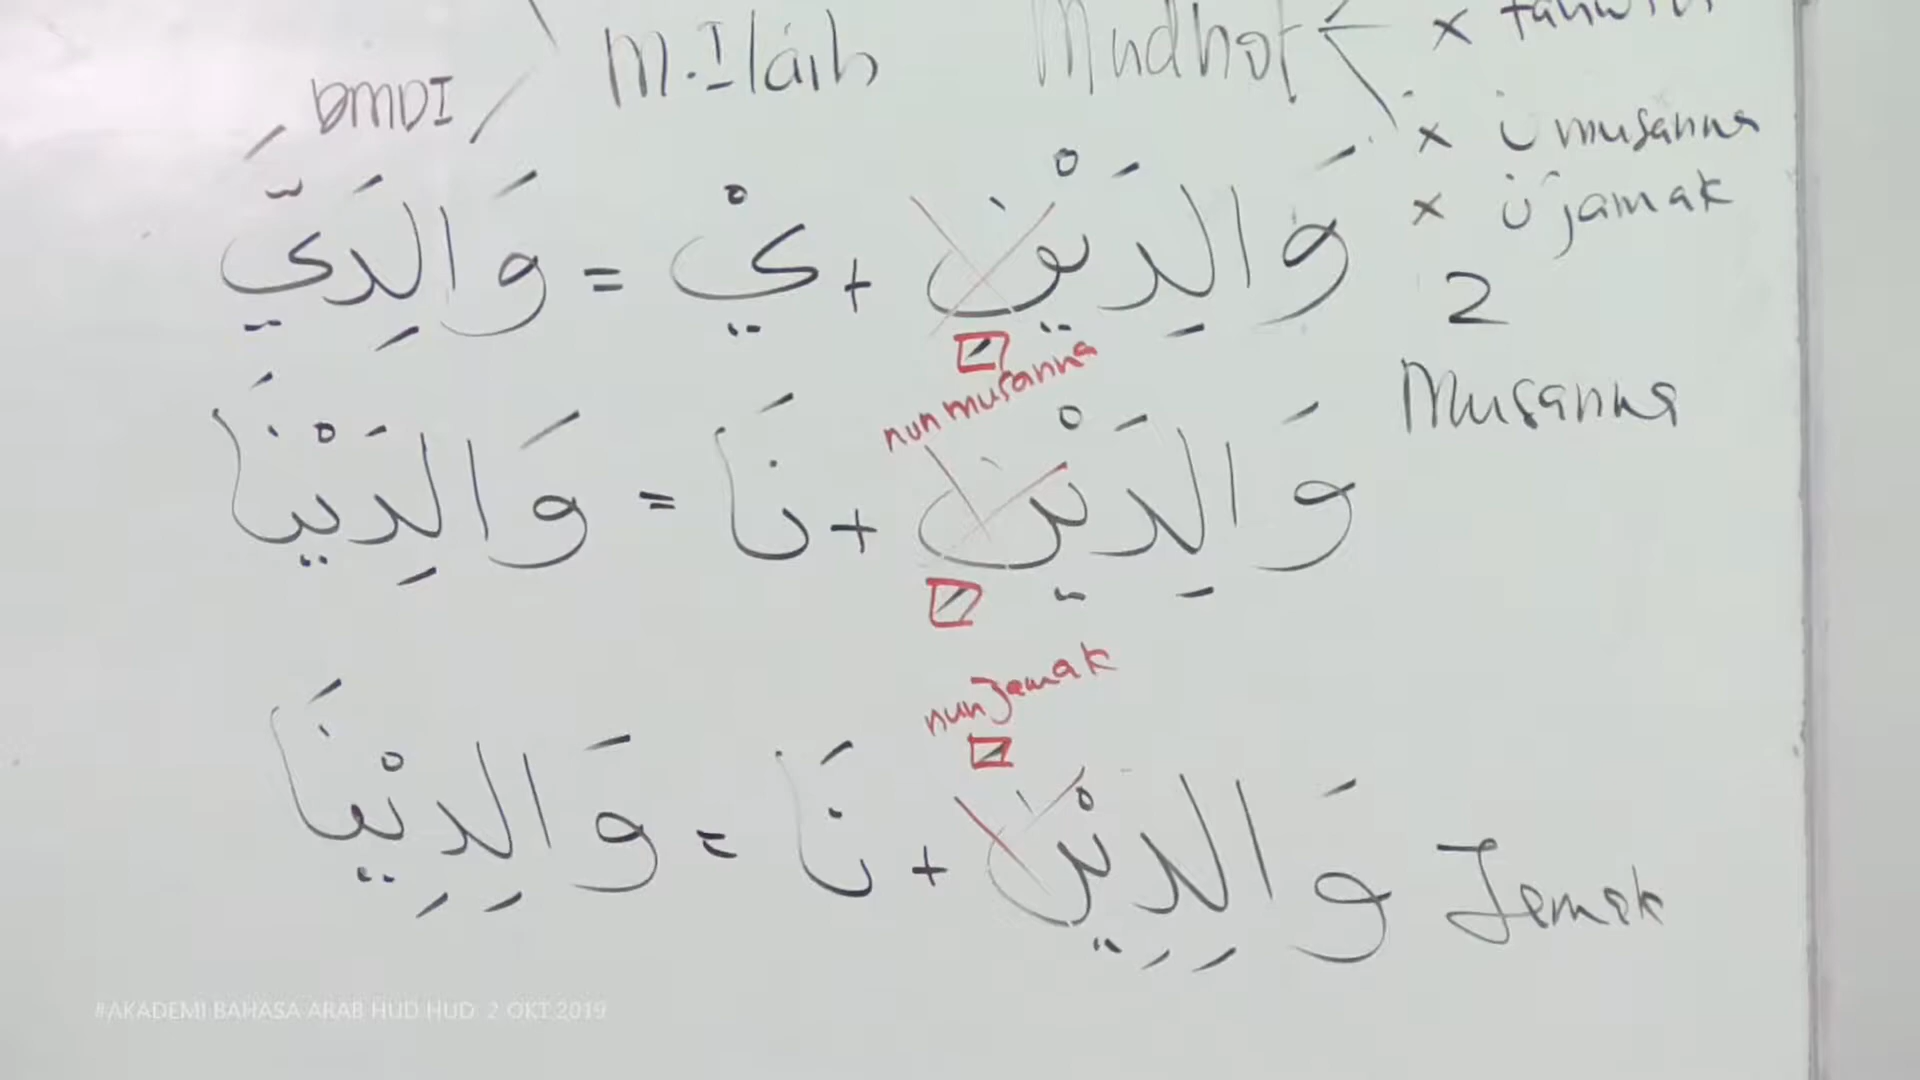 M.Ilaih Mudhof x tanwin
x ن musanna
x ن jamak
وَالِدَيْنِ + يْ = وَالِدَيَّ
2
nun musanna
Musanna
وَالِدَيْنِ + نَا = وَالِدَيْنَا
nun Jamak
وَالِدِيْنَ + نَا = وَالِدِيْنَا
Jemak
#AKADEMI BAHASA ARAB HUD HUD 2 OKT 2019